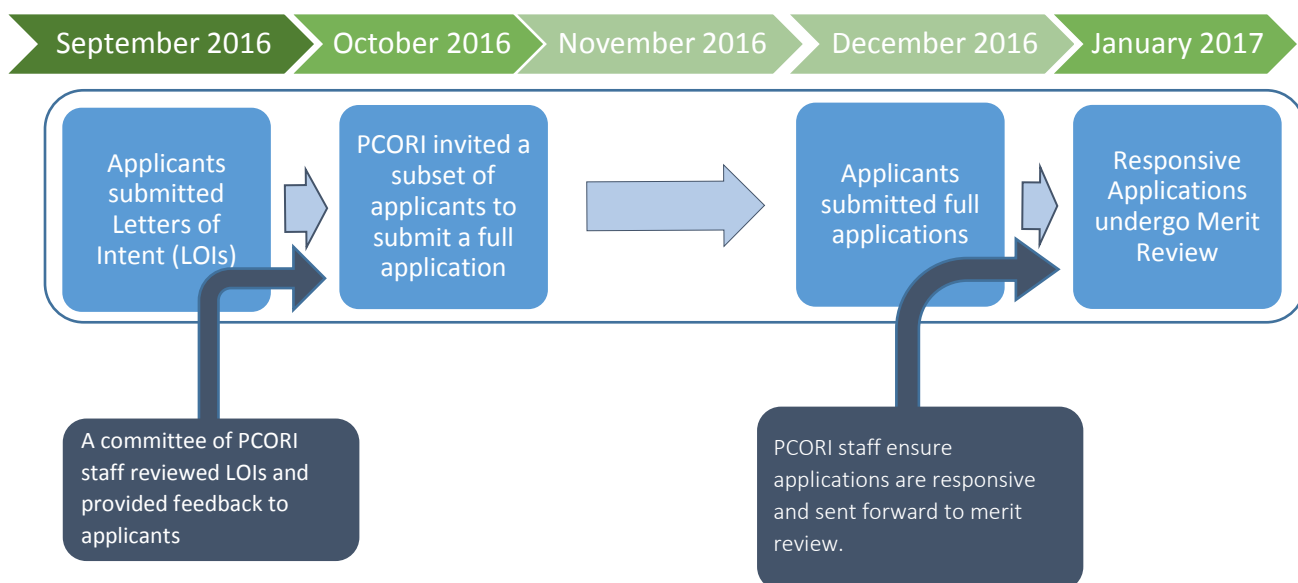 September 2016
October 2016
November 2016
December 2016
January 2017
Applicants
submitted
Letters of
Intent (LOIs)
PCORI invited a
subset of
applicants to
submit a full
application
Applicants
submitted full
applications
Responsive
Applications
undergo Merit
Review
A committee of PCORI
staff reviewed LOIs and
provided feedback to
applicants
PCORI staff ensure
applications are responsive
and sent forward to merit
review.